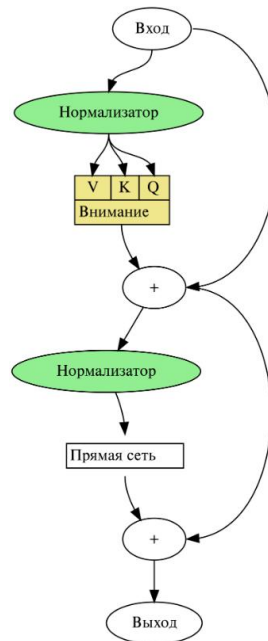 Вход
Нормализатор
V K Q
Внимание
+
Нормализатор
Прямая сеть
+
Выход